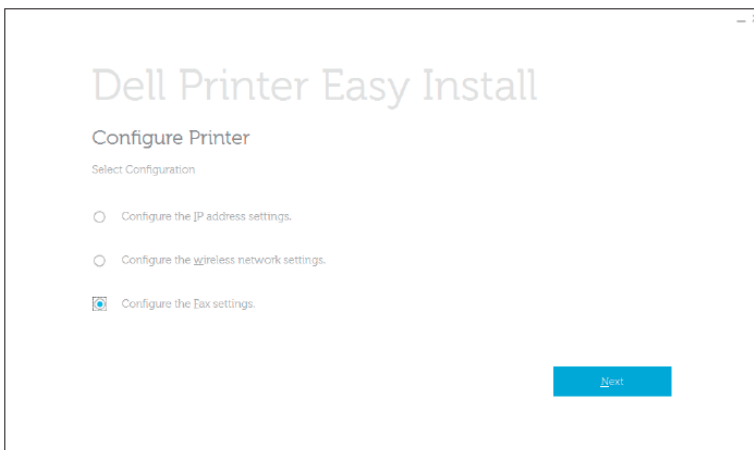 Dell Printer Easy Install
Configure Printer
Select Configuration
Configure the IP address settings.
Configure the wireless network settings.
Configure the Fax settings.
Next